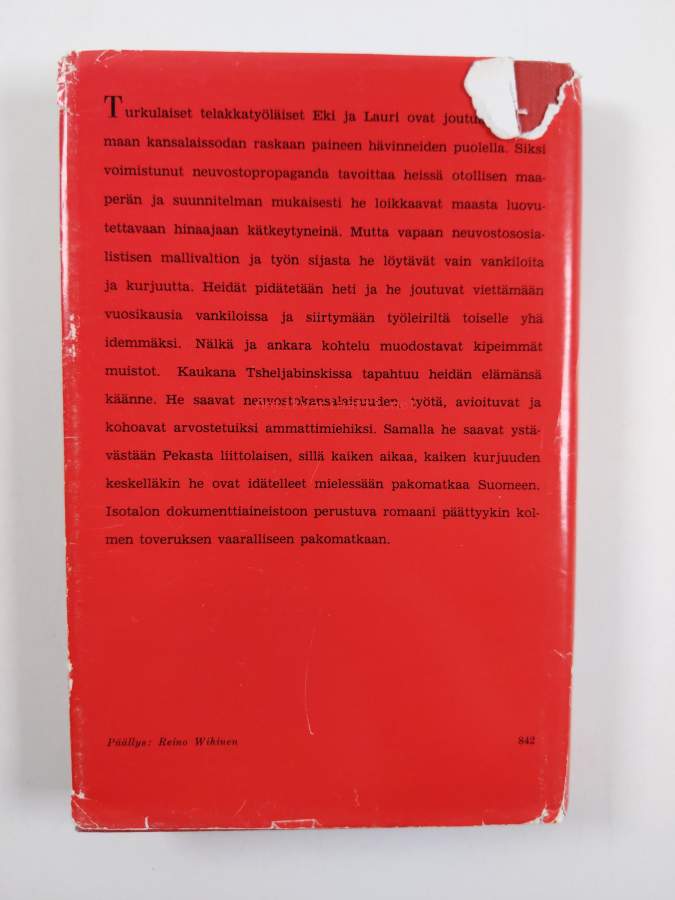 Turkulaiset telakkatyöläiset Eki ja Lauri ovat joutu
maan kansalaissodan raskaan paineen hävinneiden puolella. Siksi
voimistunut neuvostopropaganda tavoittaa heissä otollisen maa-
perän ja suunnitelman mukaisesti he loikkaavat maasta luovu-
tettavaan hinaajaan kätkeytyneinä. Mutta vapaan neuvostososia-
listisen mallivaltion ja työn sijasta he löytävät vain vankiloita
ja kurjuutta. Heidät pidätetään heti ja he joutuvat viettämään
vuosikausia vankiloissa ja siirtymään työleiriltä toiselle yhä
idemmäksi. Nälkä ja ankara kohtelu muodostavat kipeimmät
muistot. Kaukana Tsheljabinskissa tapahtuu heidän elämänsä
käänne. He saavat neuvostokansalaisuuden, työtä, avioituvat ja
kohoavat arvostetuiksi ammattimiehiksi. Samalla he saavat ystä-
västään Pekasta liittolaisen, sillä kaiken aikaa, kaiken kurjuuden
keskelläkin he ovat idätelleet mielessään pakomatkaa Suomeen.
Isotalon dokumenttiaineistoon perustuva romaani päättyykin kol-
men toveruksen vaaralliseen pakomatkaan.
Päällys: Reino Wihinen
842